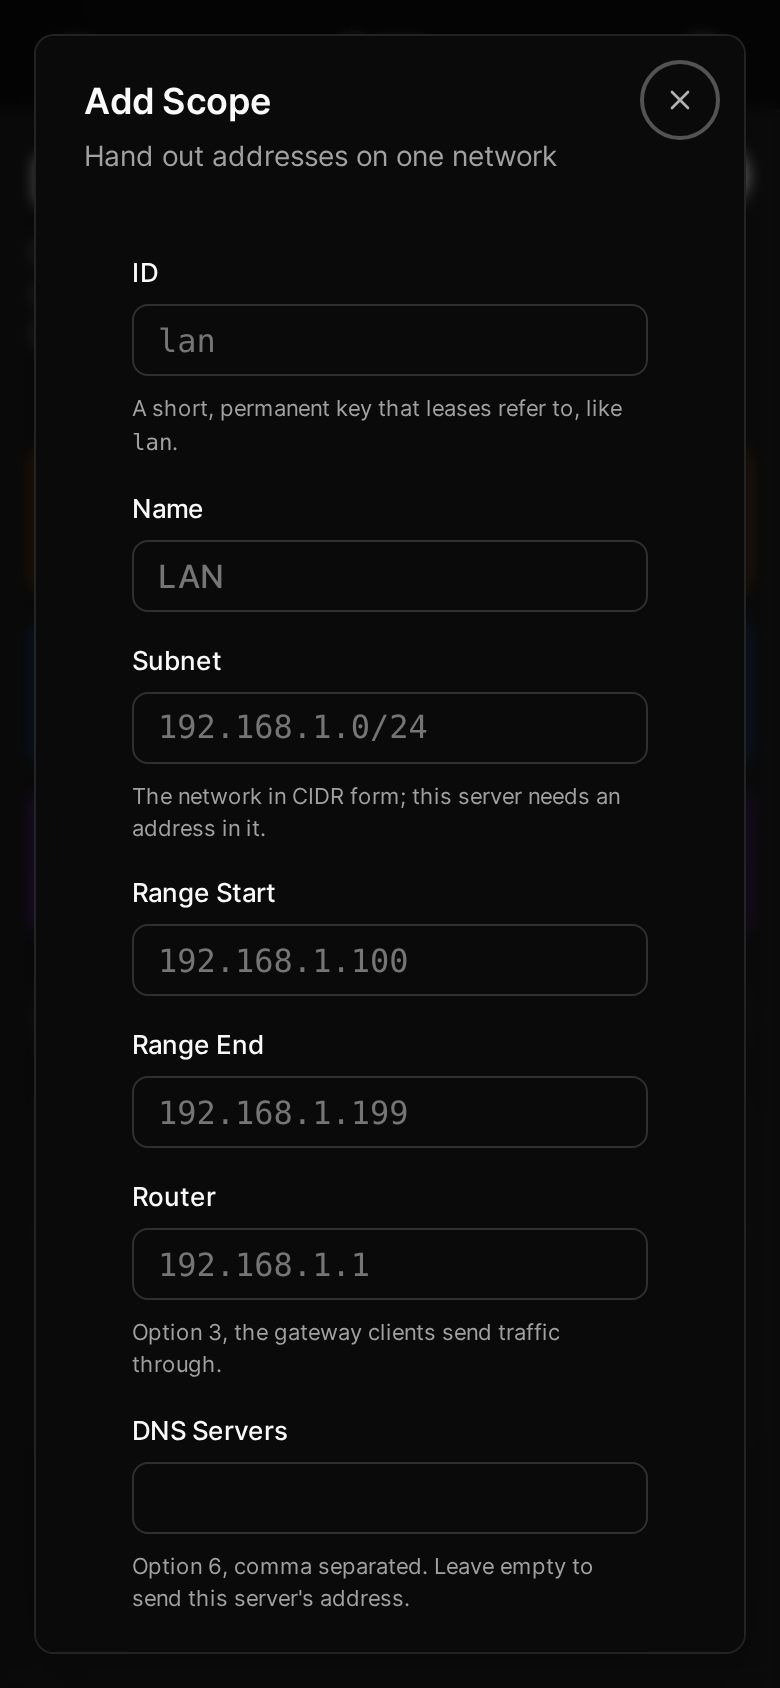 Add Scope
Hand out addresses on one network
ID
lan
A short, permanent key that leases refer to, like
lan.
Name
LAN
Subnet
192.168.1.0/24
The network in CIDR form; this server needs an
address in it.
Range Start
192.168.1.100
Range End
192.168.1.199
Router
192.168.1.1
Option 3, the gateway clients send traffic
through.
DNS Servers
Option 6, comma separated. Leave empty to
send this server's address.